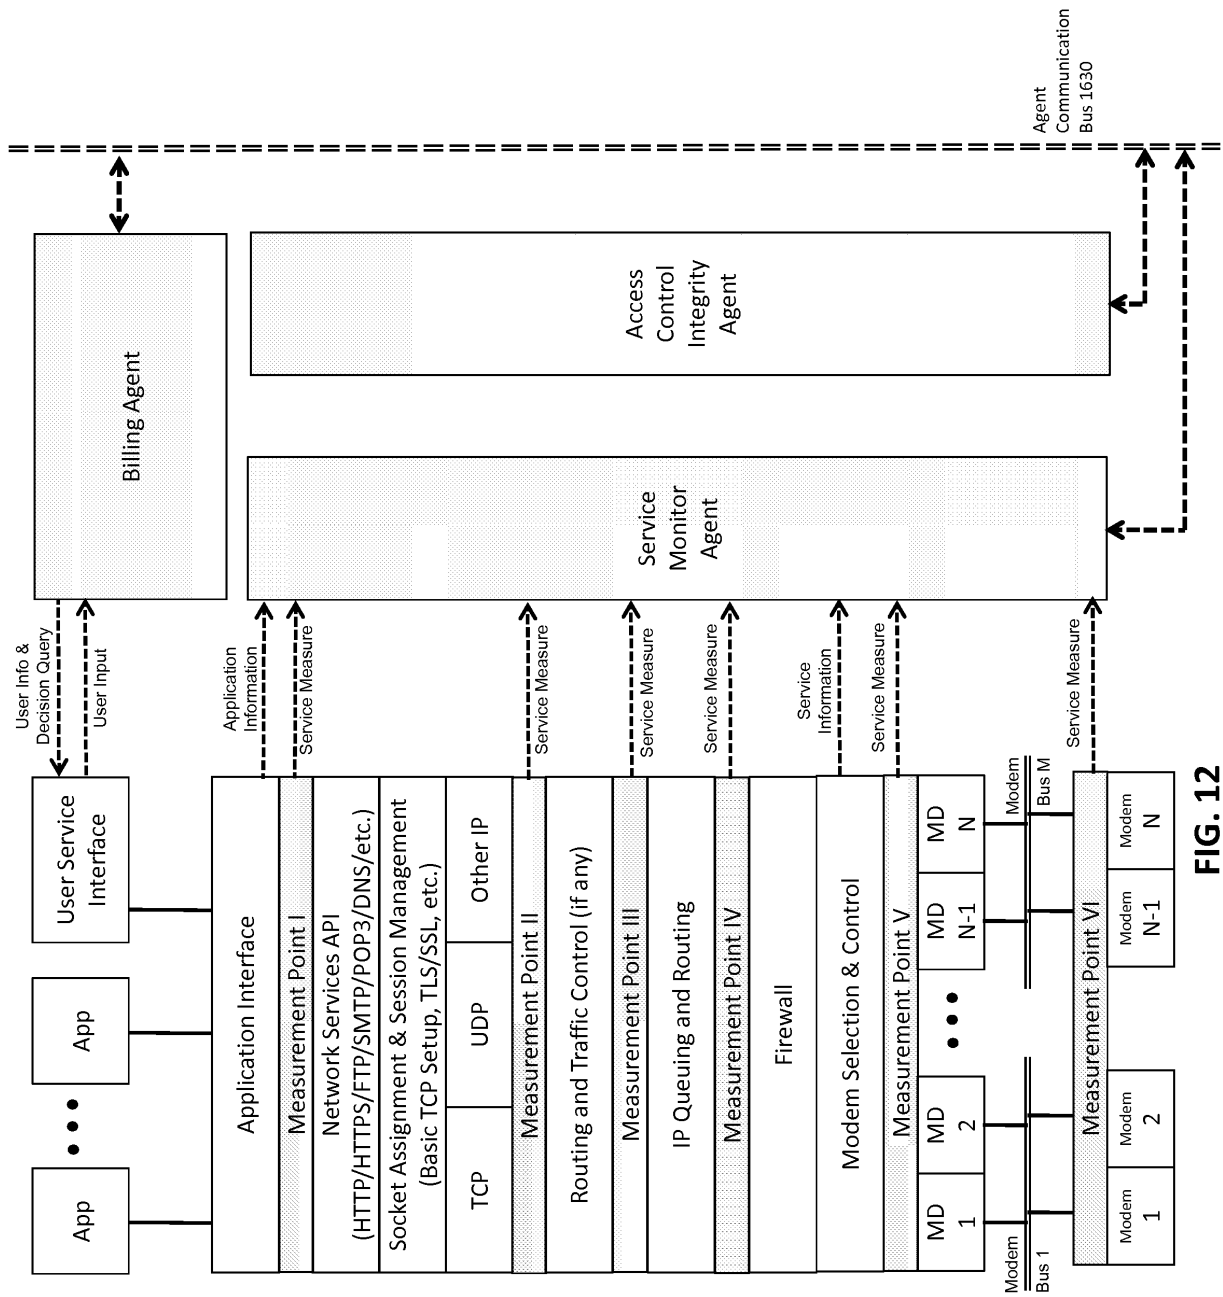 App
App
User Service
Interface
User Info &
Decision Query
User Input
Billing Agent
Application Interface
Application
Information
Measurement Point I
Service Measure
Network Services API
(HTTP/HTTPS/FTP/SMTP/POP3/DNS/etc.)
Socket Assignment & Session Management
(Basic TCP Setup, TLS/SSL, etc.)
TCP
UDP
Other IP
Measurement Point II
Service Measure
Routing and Traffic Control (if any)
Measurement Point III
Service Measure
IP Queuing and Routing
Measurement Point IV
Service Measure
Firewall
Modem Selection & Control
Service
Information
Measurement Point V
Service Measure
MD
1
MD
2
MD
N-1
MD
N
Modem
Bus 1
Modem
Bus M
Measurement Point VI
Service Measure
Modem
1
Modem
2
Modem
N-1
Modem
N
Service
Monitor
Agent
Access
Control
Integrity
Agent
Agent
Communication
Bus 1630
FIG. 12